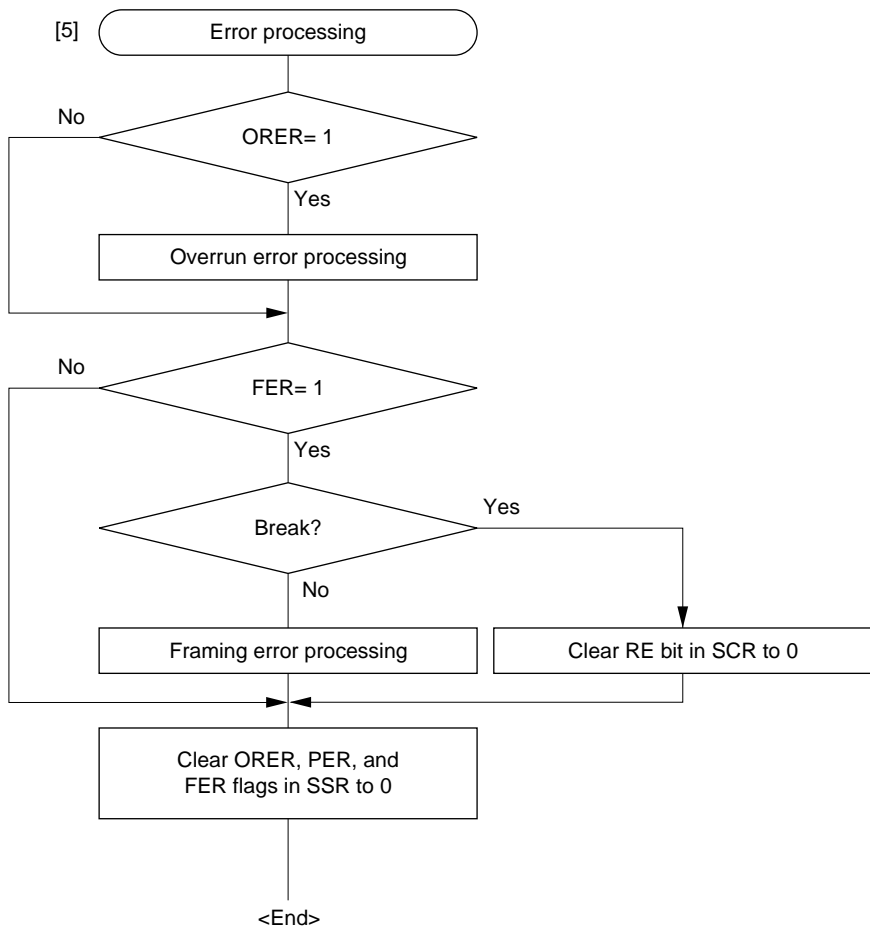 [5] Error processing
No
ORER= 1
Yes
Overrun error processing
No
FER= 1
Yes
Break?
Yes
No
Framing error processing
Clear RE bit in SCR to 0
Clear ORER, PER, and
FER flags in SSR to 0
<End>